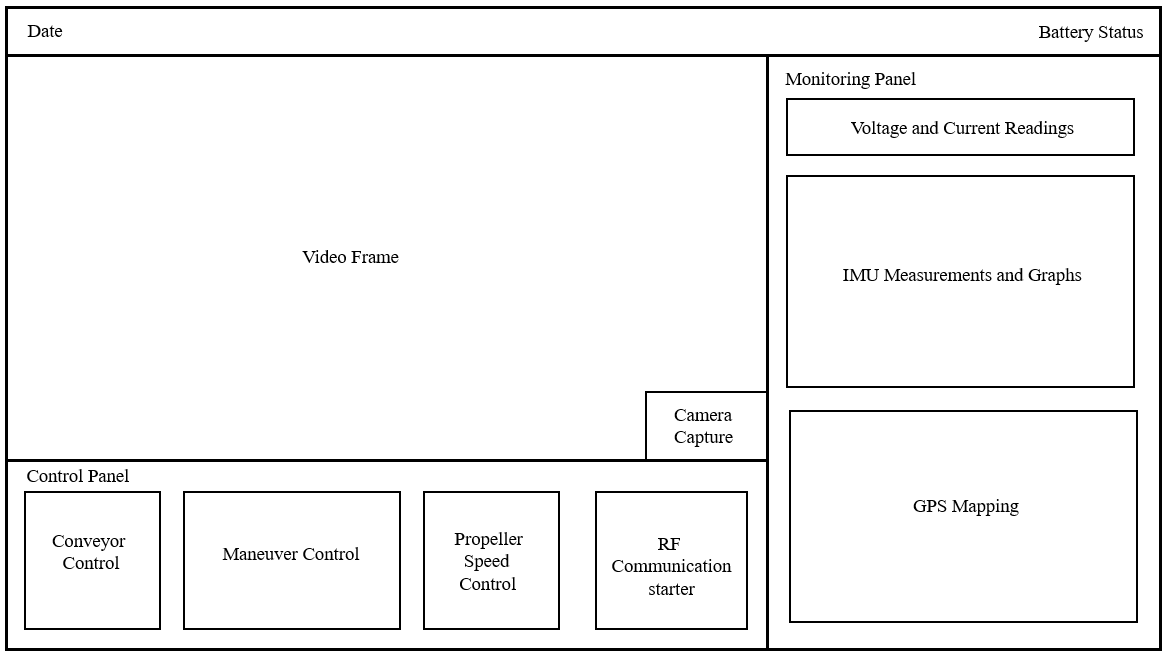 Date
Battery Status
Video Frame
Camera
Capture
Control Panel
Conveyor
Control
Maneuver Control
Propeller
Speed
Control
RF
Communication
starter
Monitoring Panel
Voltage and Current Readings
IMU Measurements and Graphs
GPS Mapping